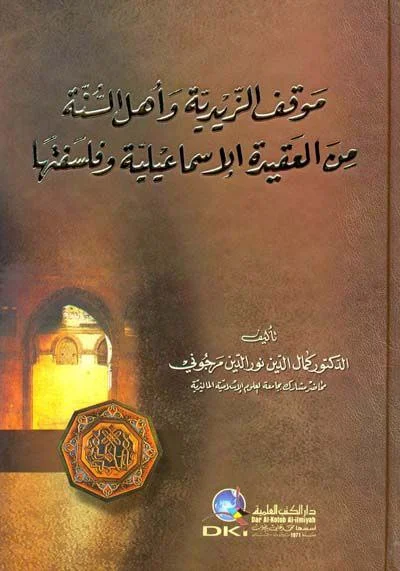 موقف الزيدية وأهل السنة
من العقيدة الإسماعيلية وفلسفتها
تأليف
الدكتور كمال الدين نور الدين مرجوني
محاضر مشارك بجامعة العلوم الإسلامية الماليزية
دار الكتب العلمية
Dar Al-Kotob Al-ilmiyah
DKi
1971